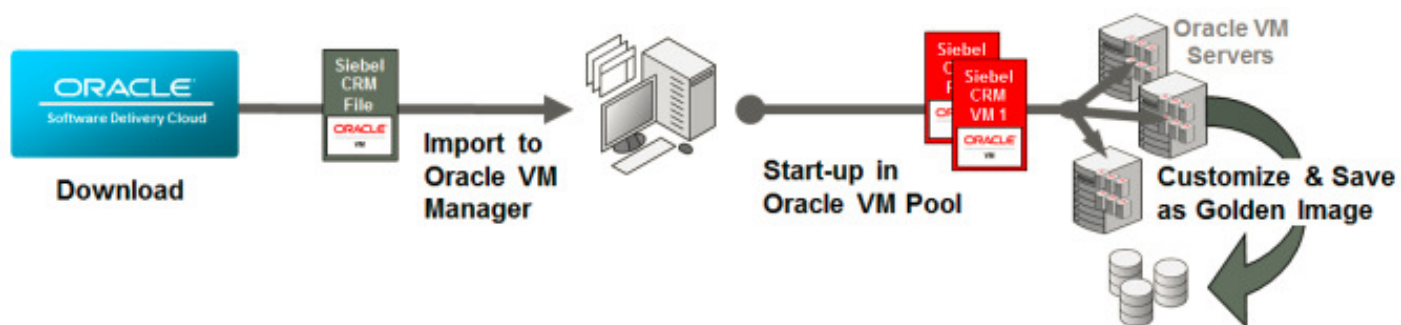 ORACLE
Software Delivery Cloud
Download
Siebel
CRM
File
ORACLE
VM
Import to
Oracle VM
Manager
Start-up in
Oracle VM Pool
Siebel
Siebel
CRM
VM 1
ORACLE
VM
Oracle VM
Servers
Customize & Save
as Golden Image